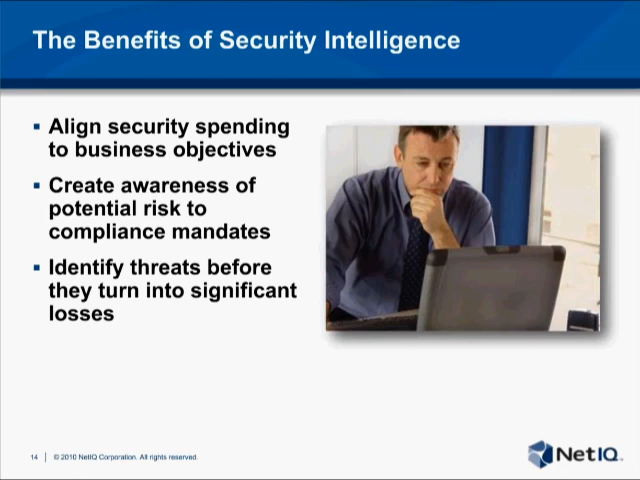 The Benefits of Security Intelligence
▪ Align security spending
to business objectives
▪ Create awareness of
potential risk to
compliance mandates
▪ Identify threats before
they turn into significant
losses
14 | © 2010 NetIQ Corporation. All rights reserved.
NetIQ